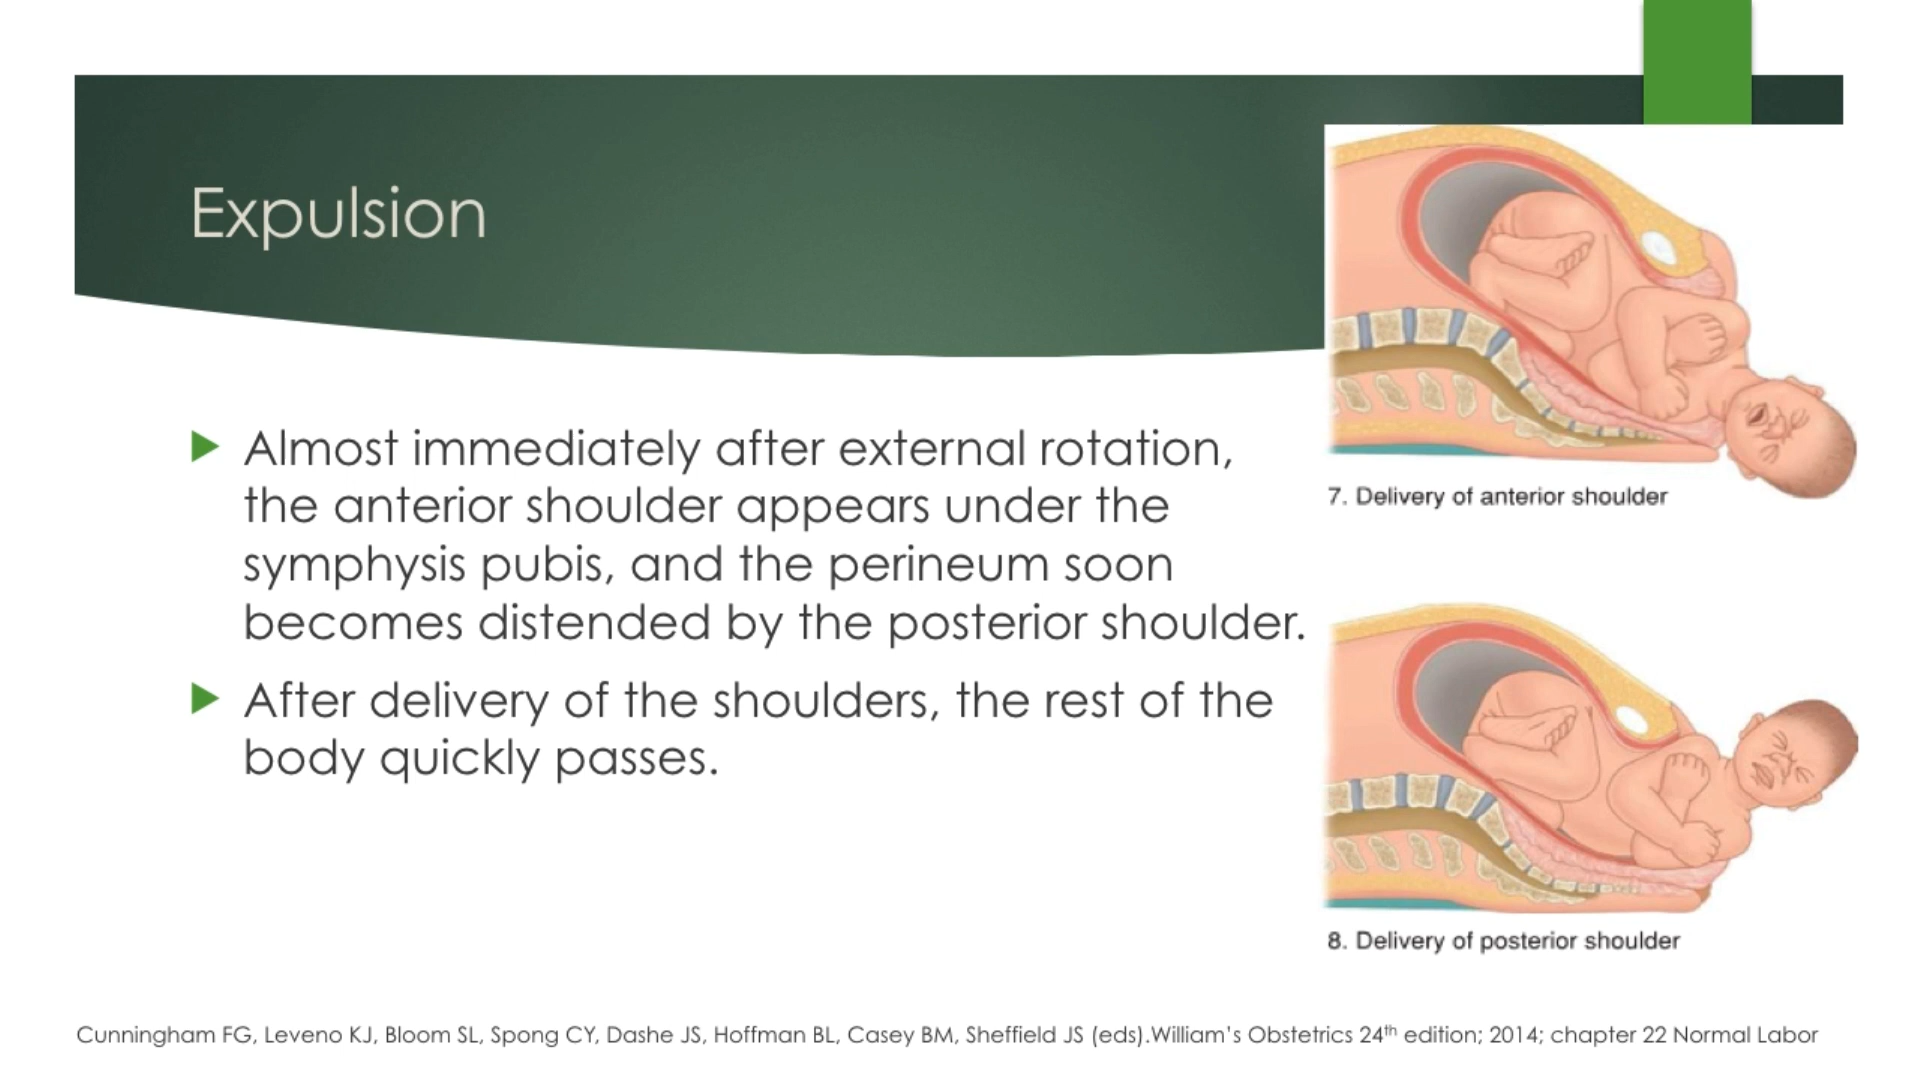 Expulsion
Almost immediately after external rotation,
the anterior shoulder appears under the
symphysis pubis, and the perineum soon
becomes distended by the posterior shoulder.
After delivery of the shoulders, the rest of the
body quickly passes.
7. Delivery of anterior shoulder
8. Delivery of posterior shoulder
Cunningham FG, Leveno KJ, Bloom SL, Spong CY, Dashe JS, Hoffman BL, Casey BM, Sheffield JS (eds).William’s Obstetrics 24th edition; 2014; chapter 22 Normal Labor